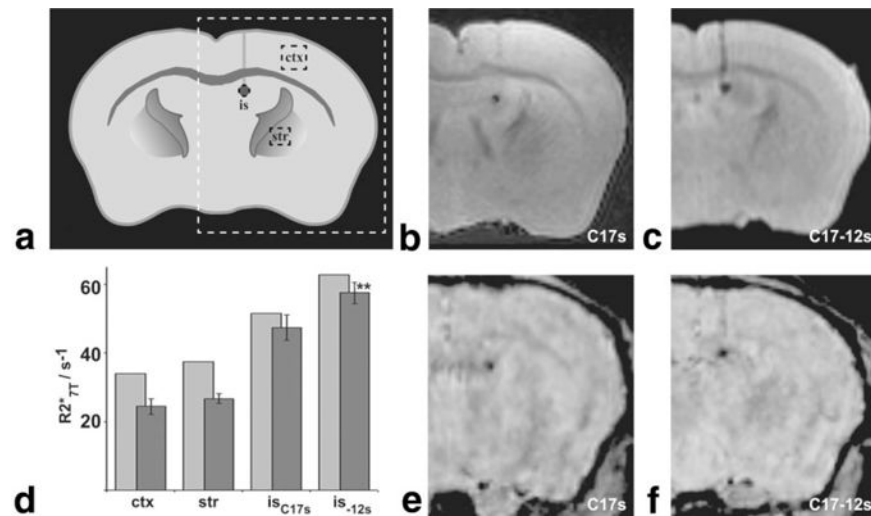 ctx
is
str
a
b
C17s
c
C17-12s
60
40
20
R2*7T / s-1
**
ctx
str
isC17s
is-12s
d
e
C17s
f
C17-12s